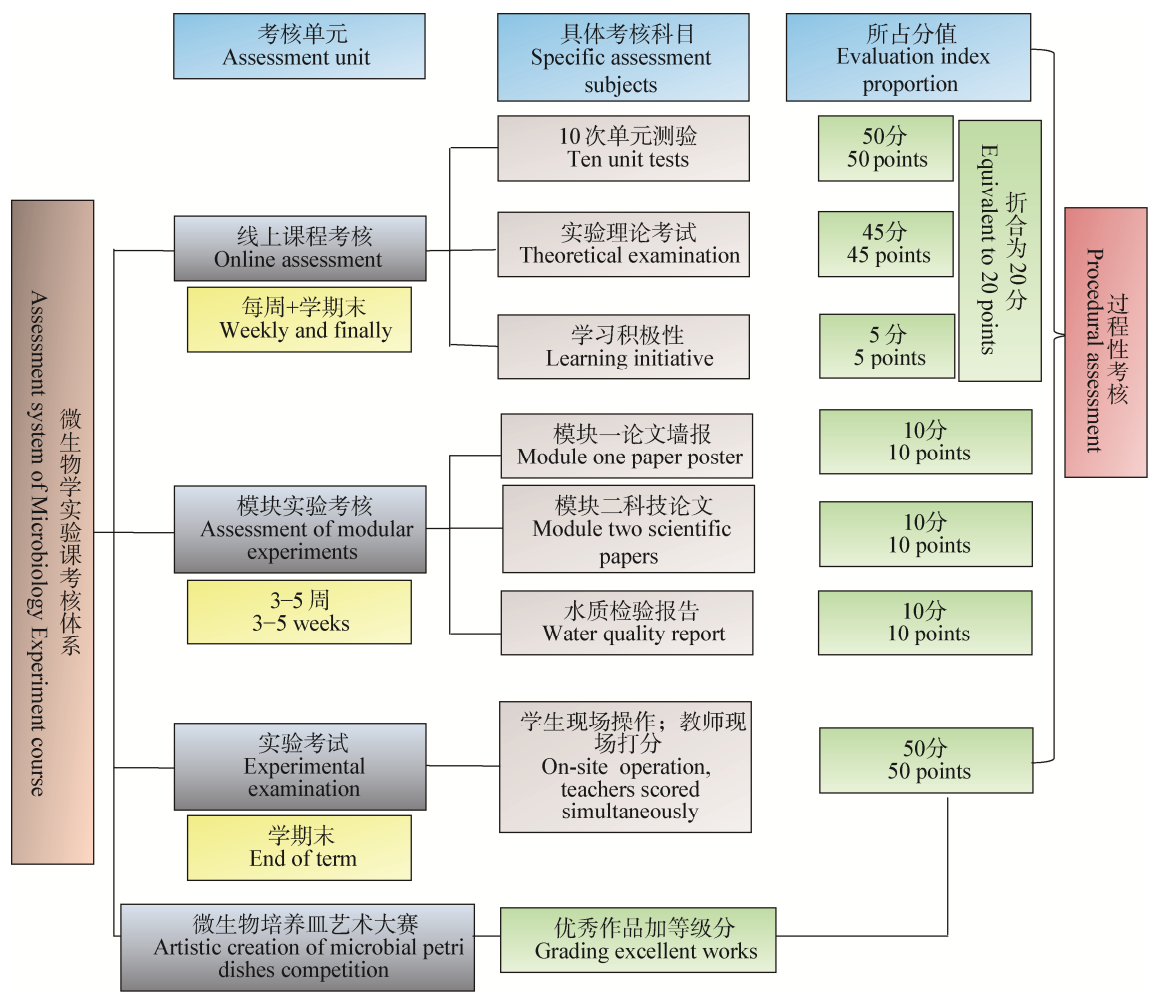 考核单元
Assessment unit
具体考核科目
Specific assessment
subjects
所占分值
Evaluation index
proportion
微生物学实验课考核体系
Assessment system of Microbiology Experiment course
线上课程考核
Online assessment
每周+学期末
Weekly and finally
10次单元测验
Ten unit tests
50分
50 points
实验理论考试
Theoretical examination
45分
45 points
学习积极性
Learning initiative
5分
5 points
折合为20分
Equivalent to 20 points
过程性考核
Procedural assessment
模块实验考核
Assessment of modular
experiments
3−5周
3−5 weeks
模块一论文墙报
Module one paper poster
10分
10 points
模块二科技论文
Module two scientific
papers
10分
10 points
水质检验报告
Water quality report
10分
10 points
实验考试
Experimental
examination
学期末
End of term
学生现场操作；教师现
场打分
On-site operation,
teachers scored
simultaneously
50分
50 points
微生物培养皿艺术大赛
Artistic creation of microbial petri
dishes competition
优秀作品加等级分
Grading excellent works